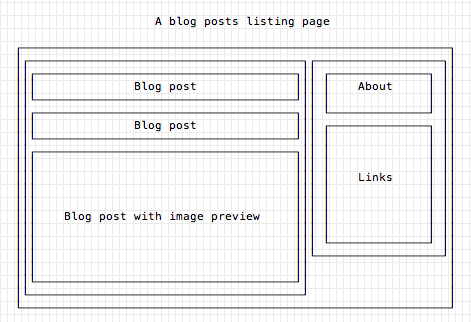 A blog posts listing page
Blog post
About
Blog post
Links
Blog post with image preview